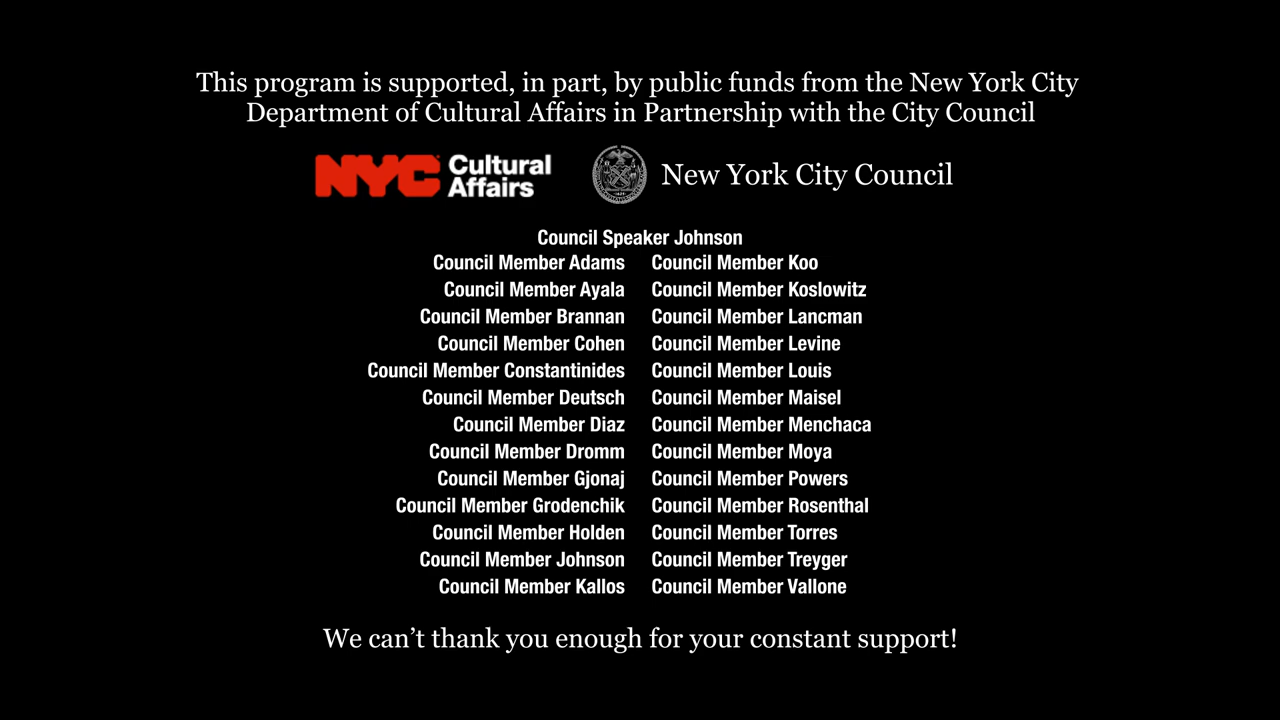 This program is supported, in part, by public funds from the New York City
Department of Cultural Affairs in Partnership with the City Council
NYC Cultural Affairs
New York City Council
Council Speaker Johnson
Council Member Adams
Council Member Ayala
Council Member Brannan
Council Member Cohen
Council Member Constantinides
Council Member Deutsch
Council Member Diaz
Council Member Dromm
Council Member Gjonaj
Council Member Grodenchik
Council Member Holden
Council Member Johnson
Council Member Kallos
Council Member Koo
Council Member Koslowitz
Council Member Lancman
Council Member Levine
Council Member Louis
Council Member Maisel
Council Member Menchaca
Council Member Moya
Council Member Powers
Council Member Rosenthal
Council Member Torres
Council Member Treyger
Council Member Vallone
We can’t thank you enough for your constant support!